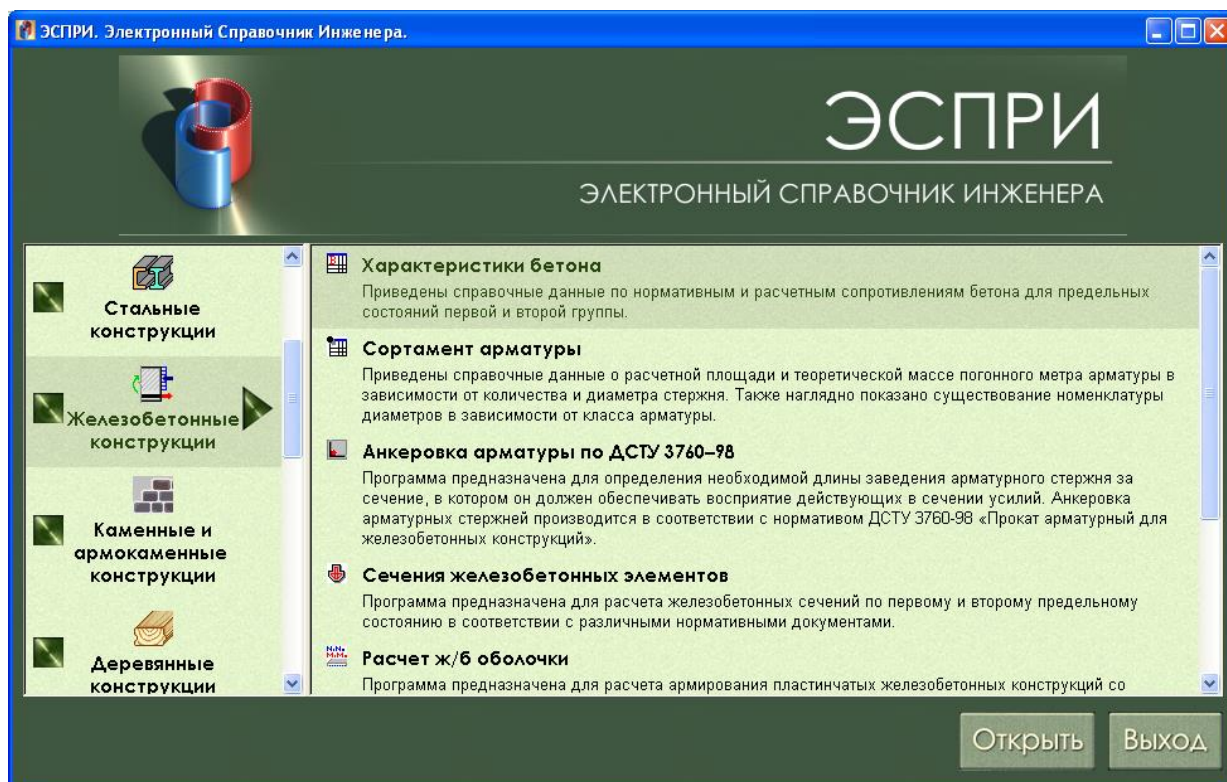 ЭСПРИ. Электронный Справочник Инженера.
ЭСПРИ
ЭЛЕКТРОННЫЙ СПРАВОЧНИК ИНЖЕНЕРА
Стальные
конструкции
Железобетонные
конструкции
Каменные и
армокаменные
конструкции
Деревянные
конструкции
Характеристики бетона
Приведены справочные данные по нормативным и расчетным сопротивлениям бетона для предельных
состояний первой и второй группы.
Сортамент арматуры
Приведены справочные данные о расчетной площади и теоретической массе погонного метра арматуры в
зависимости от количества и диаметра стержня. Также наглядно показано существование номенклатуры
диаметров в зависимости от класса арматуры.
Анкеровка арматуры по ДСТУ 3760–98
Программа предназначена для определения необходимой длины заведения арматурного стержня за
сечение, в котором он должен обеспечивать восприятие действующих в сечении усилий. Анкеровка
арматурных стержней производится в соответствии с нормативом ДСТУ 3760-98 «Прокат арматурный для
железобетонных конструкций».
Сечения железобетонных элементов
Программа предназначена для расчета железобетонных сечений по первому и второму предельному
состоянию в соответствии с различными нормативными документами.
Расчет ж/б оболочки
Программа предназначена для расчета армирования пластинчатых железобетонных конструкций со
Открыть
Выход